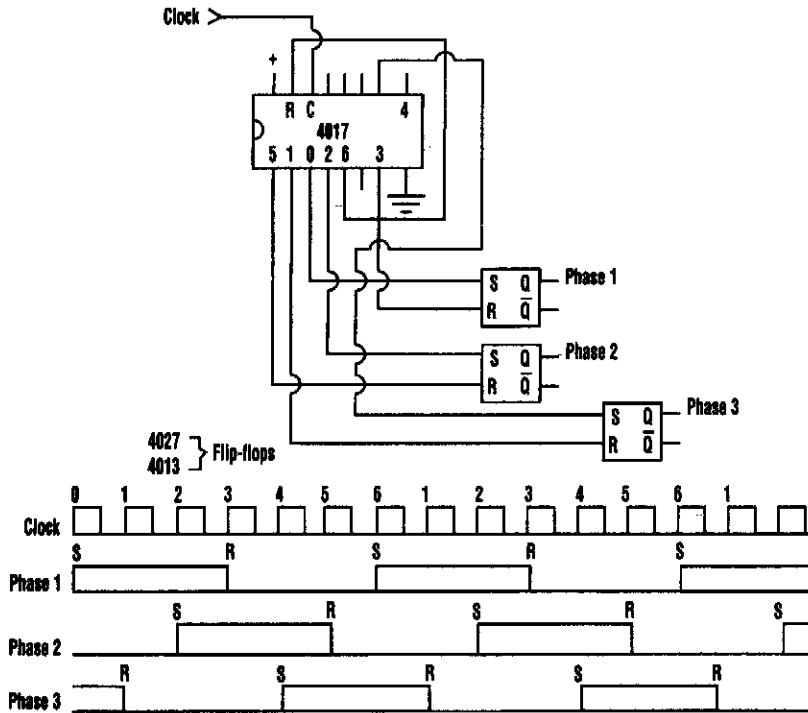 Clock
+
R C 4
4017
5 1 0 2 6 3
S Q Phase 1
R Q̅
S Q Phase 2
R Q̅
S Q Phase 3
R Q̅
4027
4013 } Flip-flops
0 1 2 3 4 5 6 1 2 3 4 5 6 1
Clock
S R S R S
Phase 1
S R S R S
Phase 2
R S R S R
Phase 3